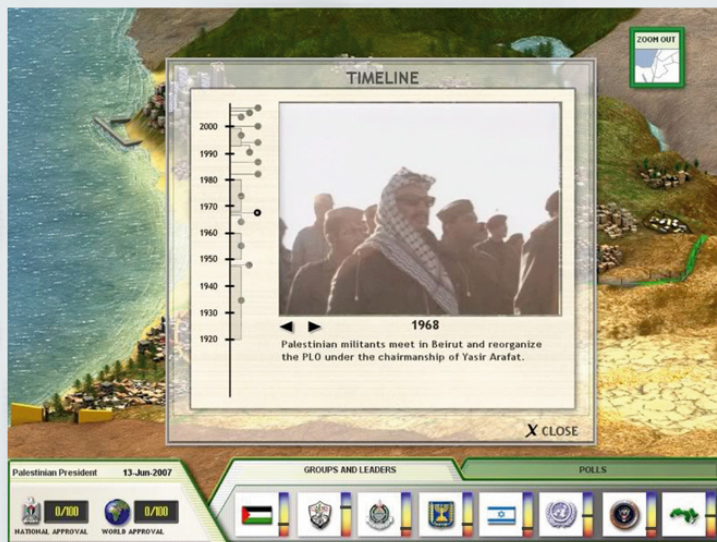 ZOOM OUT
TIMELINE
2000
1990
1980
1970
1960
1950
1940
1930
1920
1968
Palestinian militants meet in Beirut and reorganize
the PLO under the chairmanship of Yasir Arafat.
X CLOSE
Palestinian President 13-Jun-2007
GROUPS AND LEADERS
POLLS
0/100
0/100
NATIONAL APPROVAL
WORLD APPROVAL